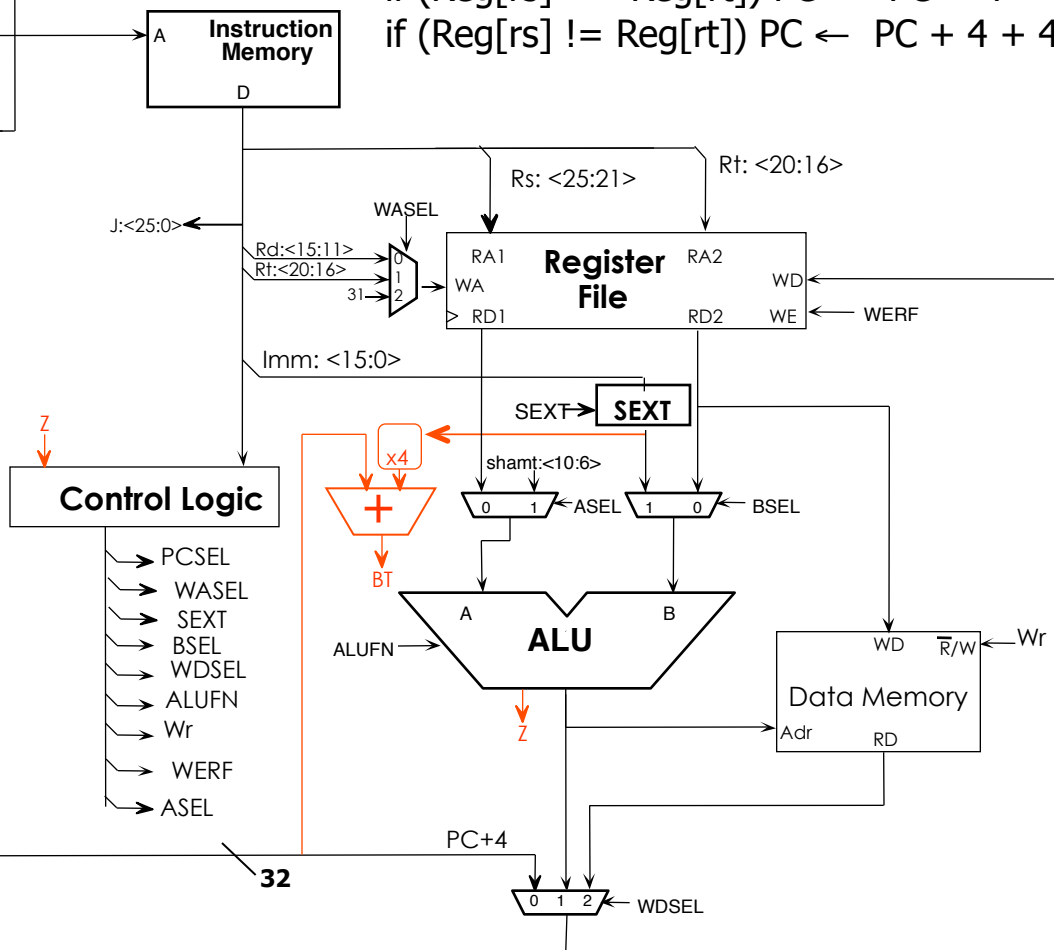 if (Reg[rs] != Reg[rt]) PC ← PC + 4 + 4
A
Instruction
Memory
D
Rs: <25:21>
Rt: <20:16>
J:<25:0>
WASEL
Rd:<15:11>
Rt:<20:16>
31
0
1
2
RA1
Register
File
RA2
WA
WD
RD1
RD2
WE
WERF
Imm: <15:0>
SEXT
SEXT
Z
x4
shamt:<10:6>
Control Logic
+
0 1
ASEL
1 0
BSEL
BT
PCSEL
WASEL
SEXT
BSEL
WDSEL
ALUFN
Wr
WERF
ASEL
A
B
ALU
ALUFN
Z
WD
R/W
Wr
Data Memory
Adr
RD
PC+4
32
0 1 2
WDSEL